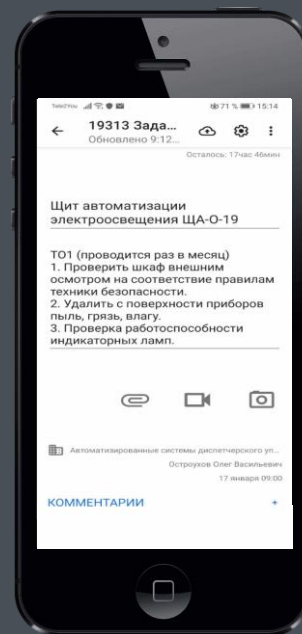 Tele2You 71 % 15:14
19313 Зада...
Обновлено 9:12...
Осталось: 17час 46мин
Щит автоматизации
электроосвещения ЩА-О-19
ТО1 (проводится раз в месяц)
1. Проверить шкаф внешним
осмотром на соответствие правилам
техники безопасности.
2. Удалить с поверхности приборов
пыль, грязь, влагу.
3. Проверка работоспособности
индикаторных ламп.
Автоматизированные системы диспетчерского уп...
Остроухов Олег Васильевич
17 января 09:00
КОММЕНТАРИИ +